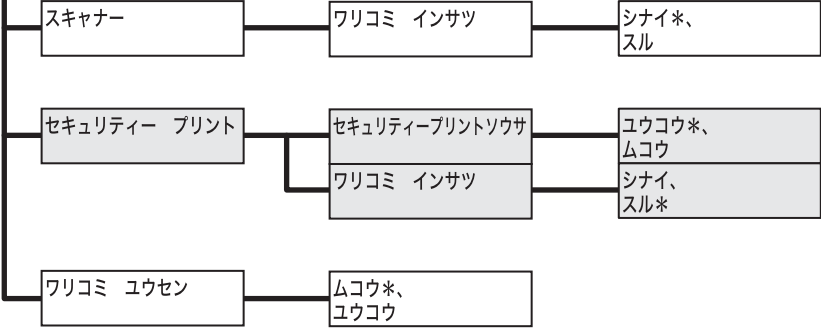 スキャナー
ワリコミ インサツ
シナイ*、
スル
セキュリティー プリント
セキュリティープリントソウサ
ユウコウ*、
ムコウ
ワリコミ インサツ
シナイ、
スル*
ワリコミ ユウセン
ムコウ*、
ユウコウ